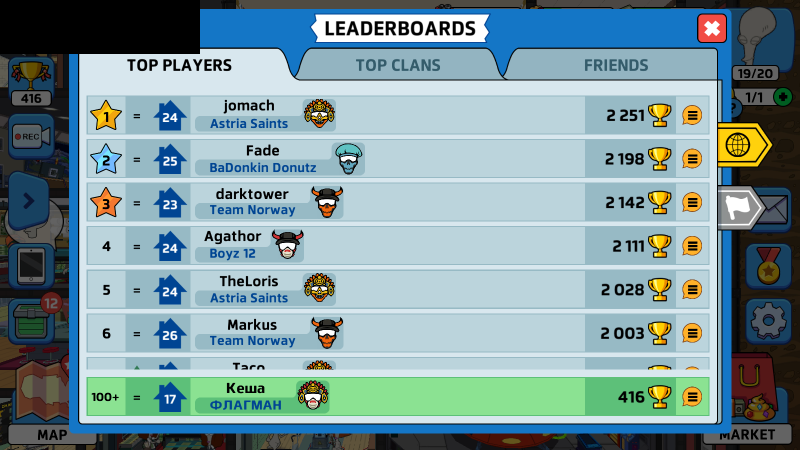 LEADERBOARDS
TOP PLAYERS
TOP CLANS
FRIENDS
19/20
416
1/1
1 = 24 jomach 2 251
Astria Saints
REC
2 = 25 Fade 2 198
BaDonkin Donutz
3 = 23 darktower 2 142
Team Norway
4 = 24 Agathor 2 111
Boyz 12
5 = 24 TheLoris 2 028
Astria Saints
12
6 = 26 Markus 2 003
Team Norway
Taco
100+ = 17 Кеша 416
ФЛАГМАН
MAP
MARKET